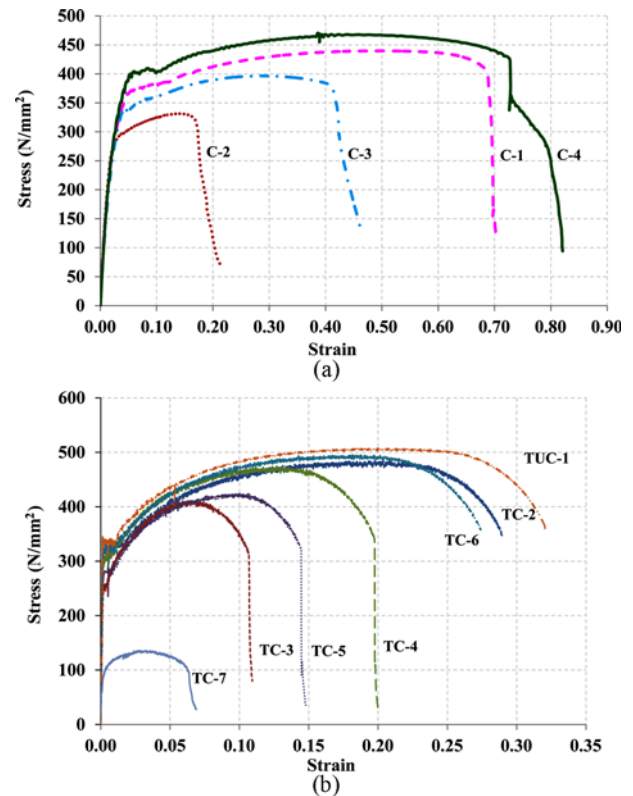 500
450
400
350
300
250
200
150
100
50
0
Stress (N/mm²)
C-2
C-3
C-1
C-4
0.00 0.10 0.20 0.30 0.40 0.50 0.60 0.70 0.80 0.90
Strain
(a)
600
500
400
300
200
100
0
Stress (N/mm²)
TUC-1
TC-2
TC-6
TC-3
TC-5
TC-4
TC-7
0.00 0.05 0.10 0.15 0.20 0.25 0.30 0.35
Strain
(b)